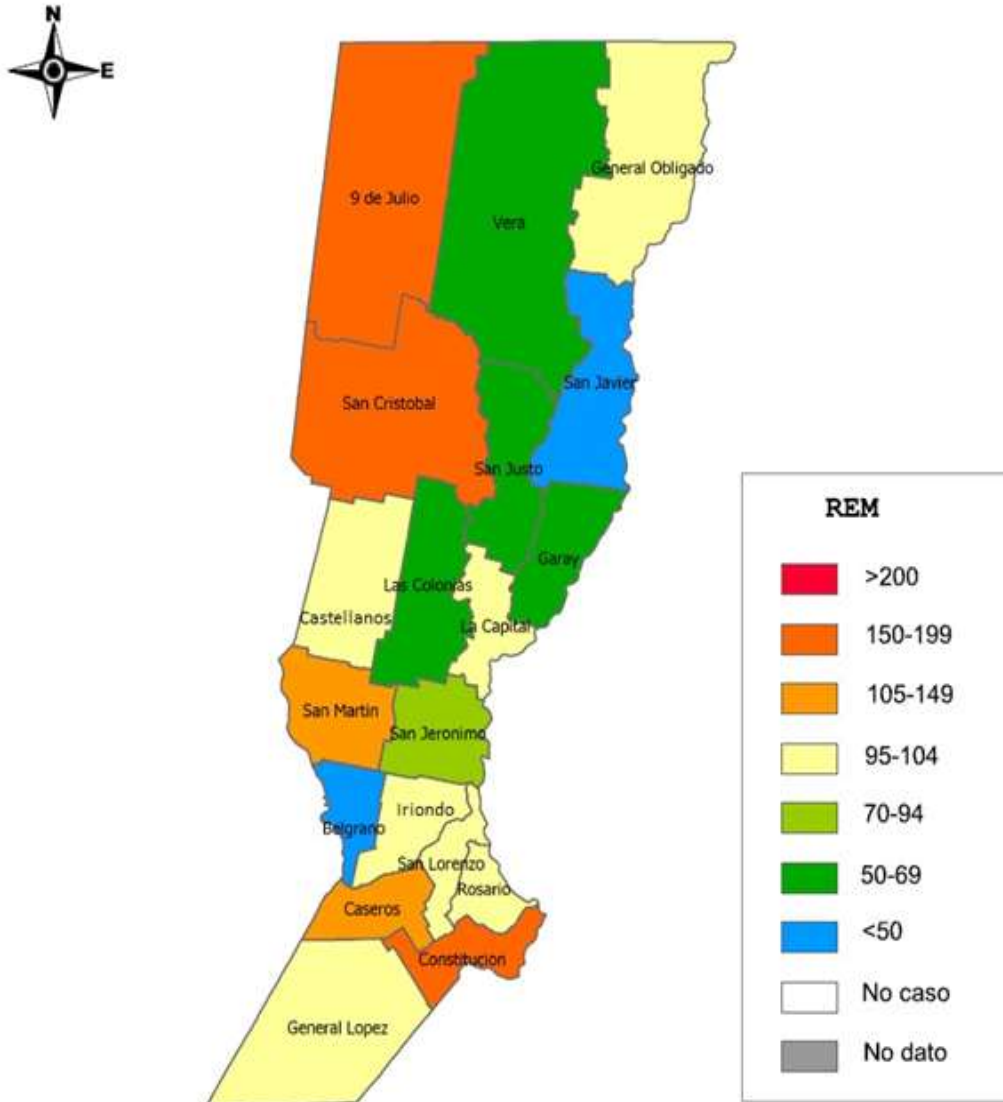 N
E
General Obligado
9 de Julio
Vera
San Javier
San Cristobal
San Justo
Garay
Las Colonias
Castellanos
La Capital
San Martin
San Jeronimo
Iriondo
Belgrano
San Lorenzo
Rosario
Caseros
Constitucion
General Lopez
REM
>200
150-199
105-149
95-104
70-94
50-69
<50
No caso
No dato